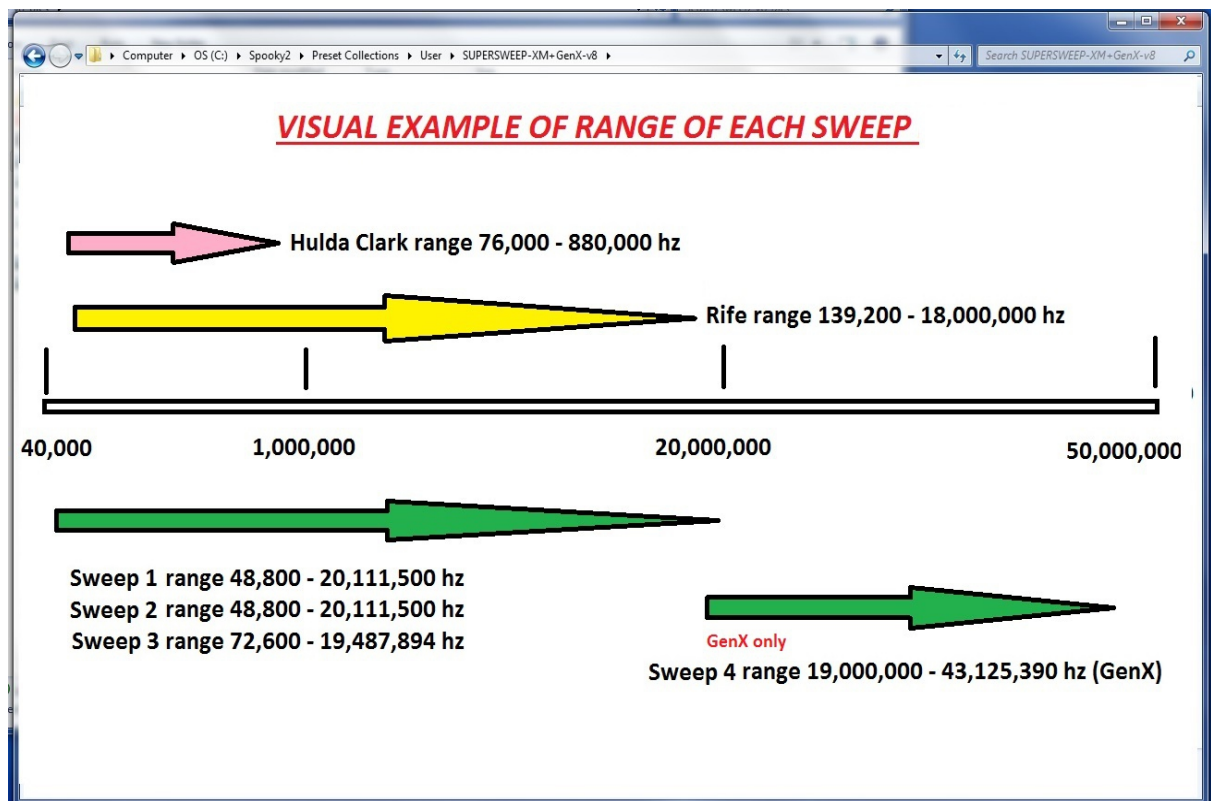 Computer ▸ OS (C:) ▸ Spooky2 ▸ Preset Collections ▸ User ▸ SUPERSWEEP-XM+GenX-v8 ▸
Search SUPERSWEEP-XM+GenX-v8
VISUAL EXAMPLE OF RANGE OF EACH SWEEP
Hulda Clark range 76,000 - 880,000 hz
Rife range 139,200 - 18,000,000 hz
40,000 1,000,000 20,000,000 50,000,000
Sweep 1 range 48,800 - 20,111,500 hz
Sweep 2 range 48,800 - 20,111,500 hz
Sweep 3 range 72,600 - 19,487,894 hz
GenX only
Sweep 4 range 19,000,000 - 43,125,390 hz (GenX)